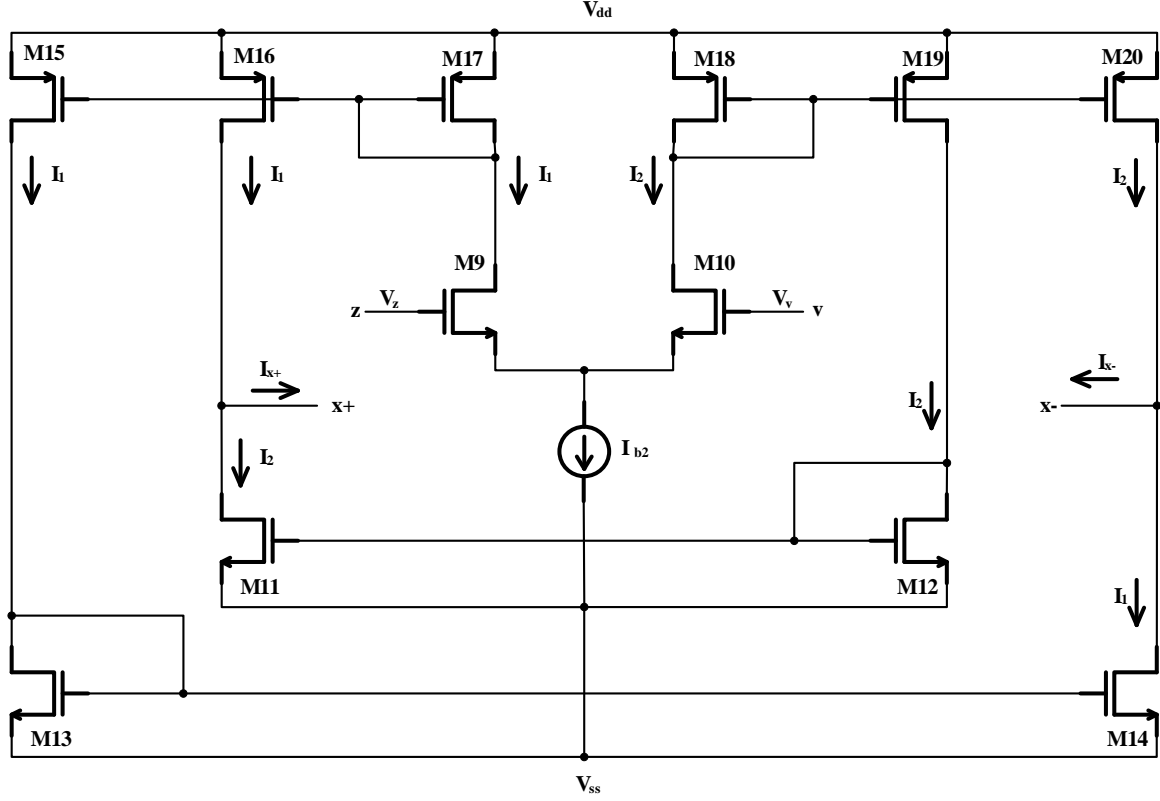 Vdd
M15
M16
M17
M18
M19
M20
I1
I1
I1
I2
I2
M9
M10
z
Vz
Vv
v
Ix+
x+
I2
Ix-
x-
I2
Ib2
M11
M12
I1
M13
M14
Vss